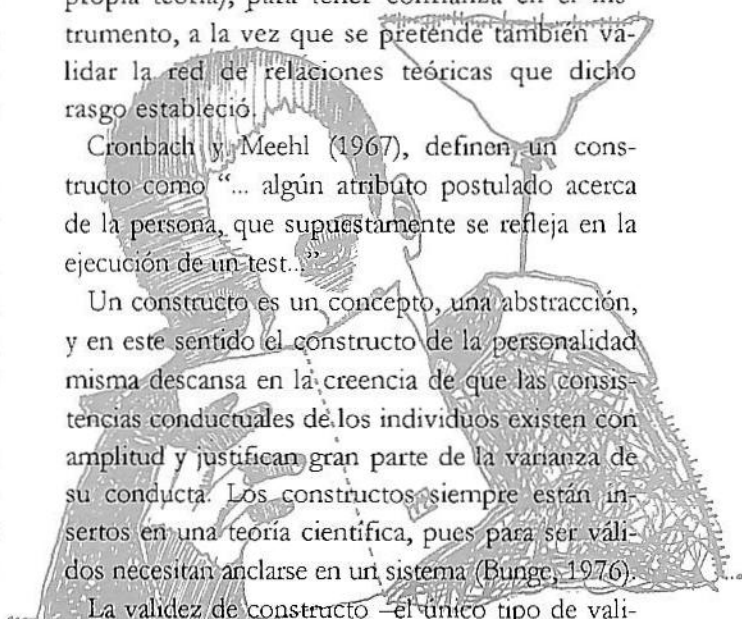 propia teoría), para tener confianza en el ins-
trumento, a la vez que se pretende también va-
lidar la red de relaciones teóricas que dicho
rasgo estableció.
Cronbach y Meehl (1967), definen un cons-
tructo como “... algún atributo postulado acerca
de la persona, que supuestamente se refleja en la
ejecución de un test...”
Un constructo es un concepto, una abstracción,
y en este sentido el constructo de la personalidad
misma descansa en la creencia de que las consis-
tencias conductuales de los individuos existen con
amplitud y justifican gran parte de la varianza de
su conducta. Los constructos siempre están in-
sertos en una teoría científica, pues para ser váli-
dos necesitan anclarse en un sistema (Bunge, 1976).
La validez de constructo –el único tipo de vali-